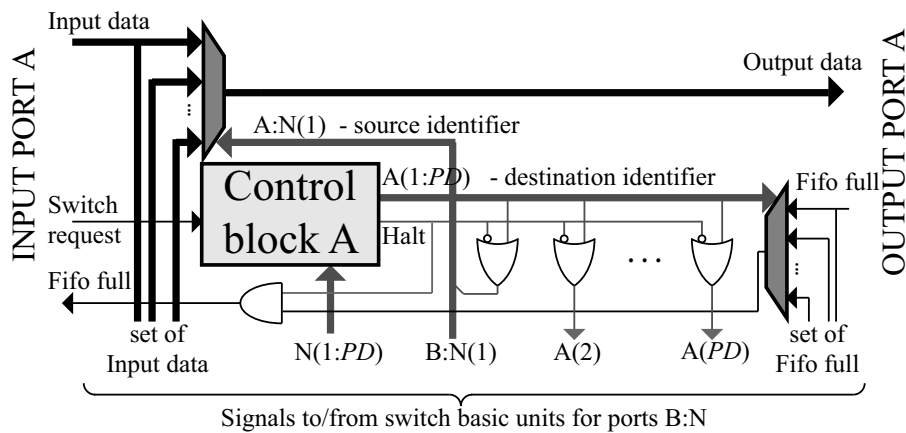 INPUT PORT A
Input data
Output data
OUTPUT PORT A
...
A:N(1) - source identifier
Control
block A
A(1:PD) - destination identifier
Switch
request
Halt
Fifo full
...
...
Fifo full
set of
Input data
N(1:PD)
B:N(1)
A(2)
A(PD)
set of
Fifo full
Signals to/from switch basic units for ports B:N